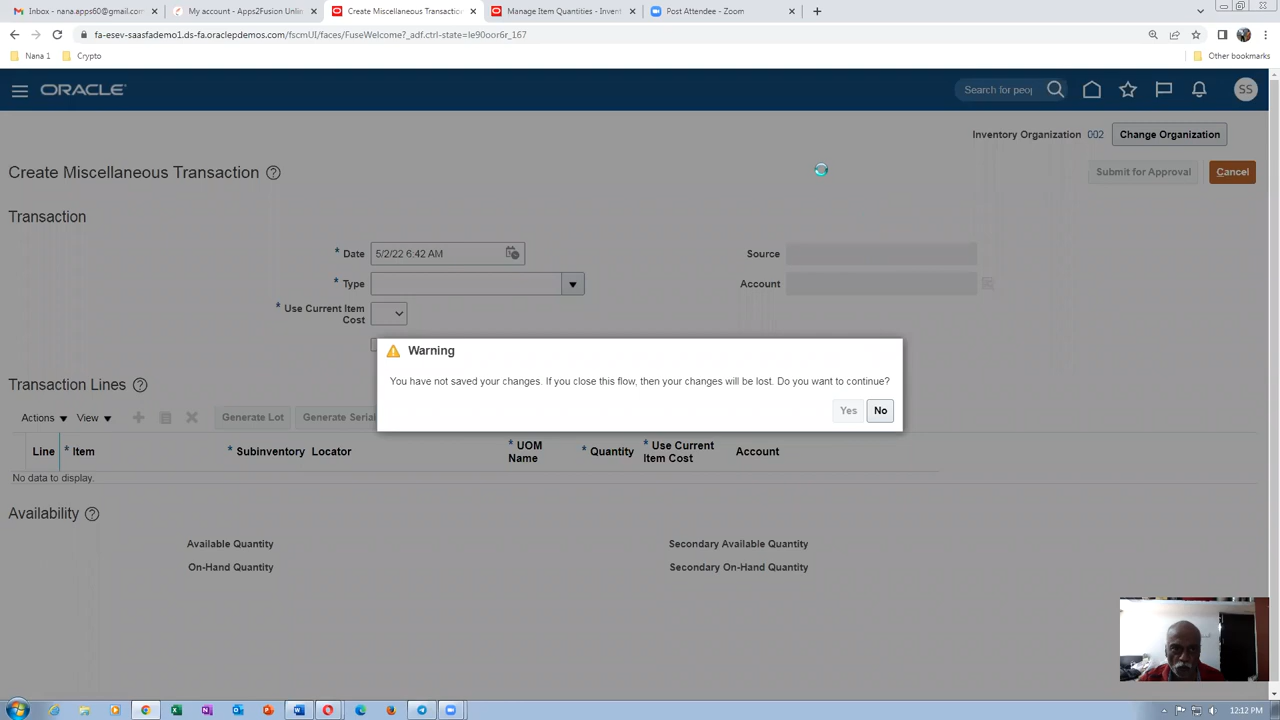 Inbox - nana.apps60@gmail.com
My account - Apps2Fusion Unlim
Create Miscellaneous Transaction
Manage Item Quantities - Invent
Post Attendee - Zoom
fa-esev-saasfademo1.ds-fa.oraclepdemos.com/fscmUI/faces/FuseWelcome?_adf.ctrl-state=le90oor6r_167
Nana 1
Crypto
Other bookmarks
ORACLE
Search for peop
SS
Inventory Organization 002 Change Organization
Create Miscellaneous Transaction
Submit for Approval
Cancel
Transaction
* Date 5/2/22 6:42 AM
Source
* Type
Account
* Use Current Item
Cost
Warning
You have not saved your changes. If you close this flow, then your changes will be lost. Do you want to continue?
Yes
No
Transaction Lines
Actions View Generate Lot Generate Serial
Line * Item * Subinventory Locator * UOM Name * Quantity * Use Current Item Cost Account
No data to display.
Availability
Available Quantity
Secondary Available Quantity
On-Hand Quantity
Secondary On-Hand Quantity
12:12 PM